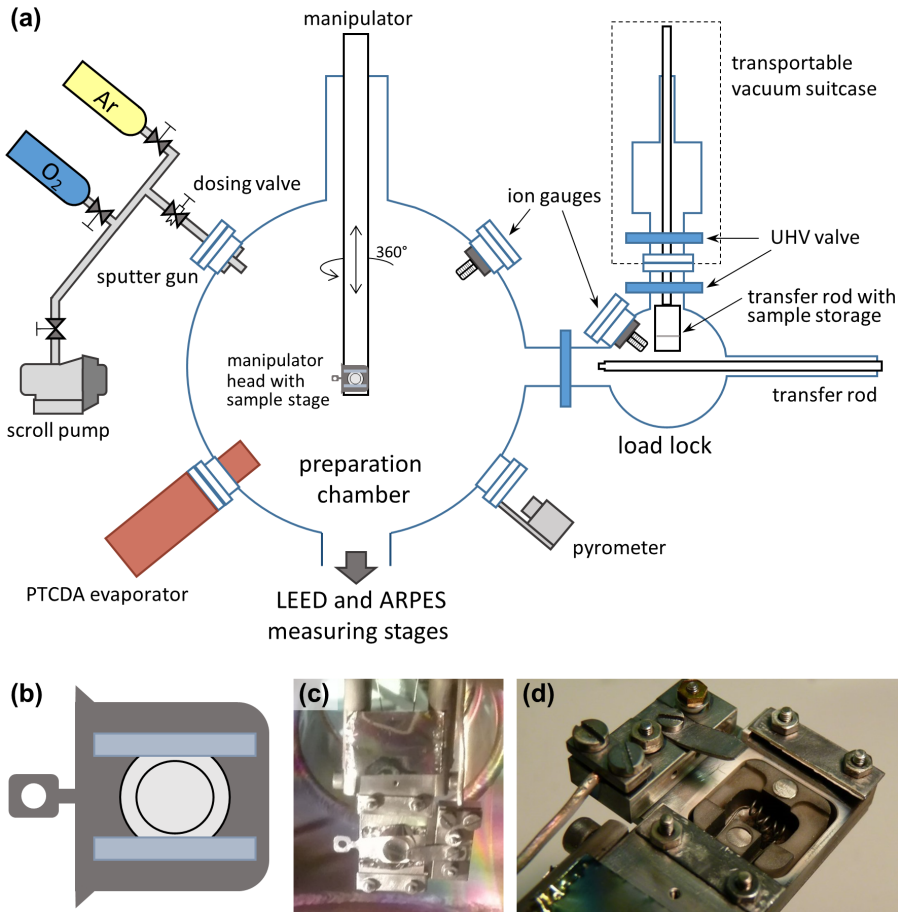 (a)
manipulator
transportable
vacuum suitcase
Ar
O2
dosing valve
ion gauges
360°
UHV valve
sputter gun
transfer rod with
sample storage
manipulator
head with
sample stage
transfer rod
scroll pump
load lock
preparation
chamber
pyrometer
PTCDA evaporator
LEED and ARPES
measuring stages
(b)
(c)
(d)